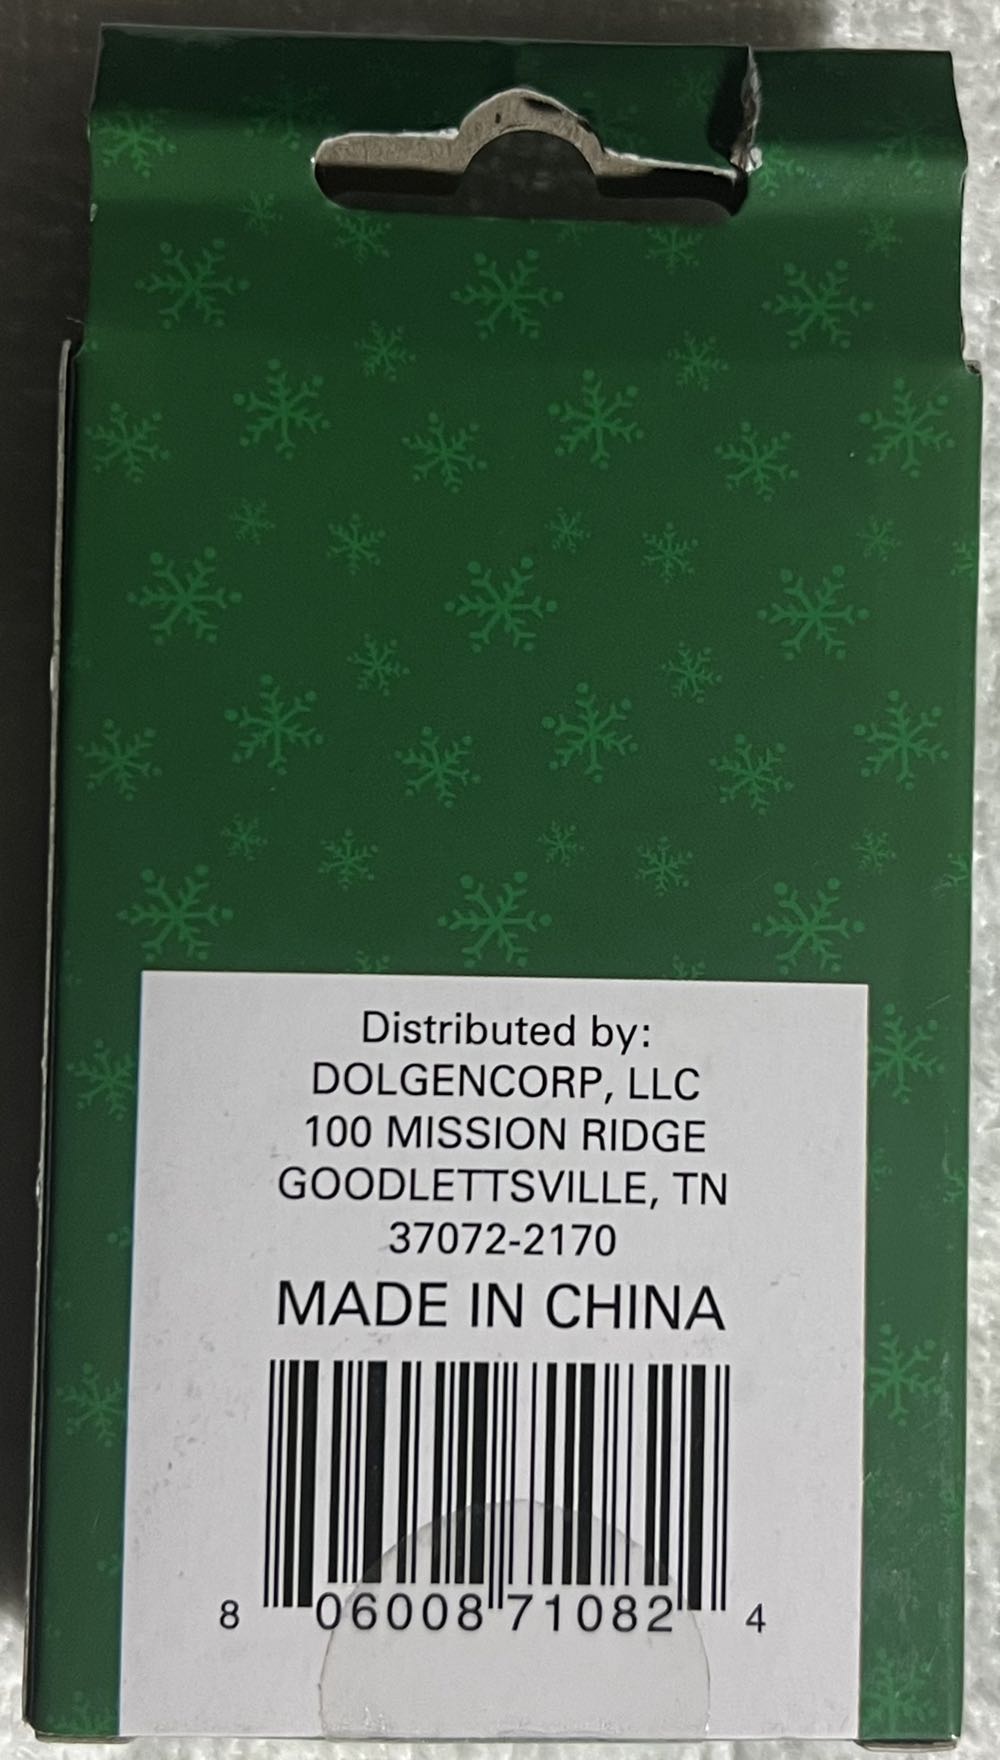 Distributed by:
DOLGENCORP, LLC
100 MISSION RIDGE
GOODLETTSVILLE, TN
37072-2170
MADE IN CHINA
8 06008 71082 4